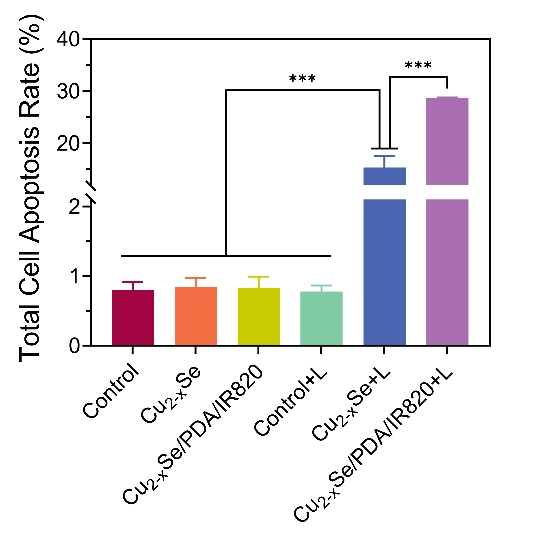 Total Cell Apoptosis Rate (%)
40
30
20
2
1
0
***
***
Control
Cu₂₋ₓSe
Cu₂₋ₓSe/PDA/IR820
Control+L
Cu₂₋ₓSe+L
Cu₂₋ₓSe/PDA/IR820+L